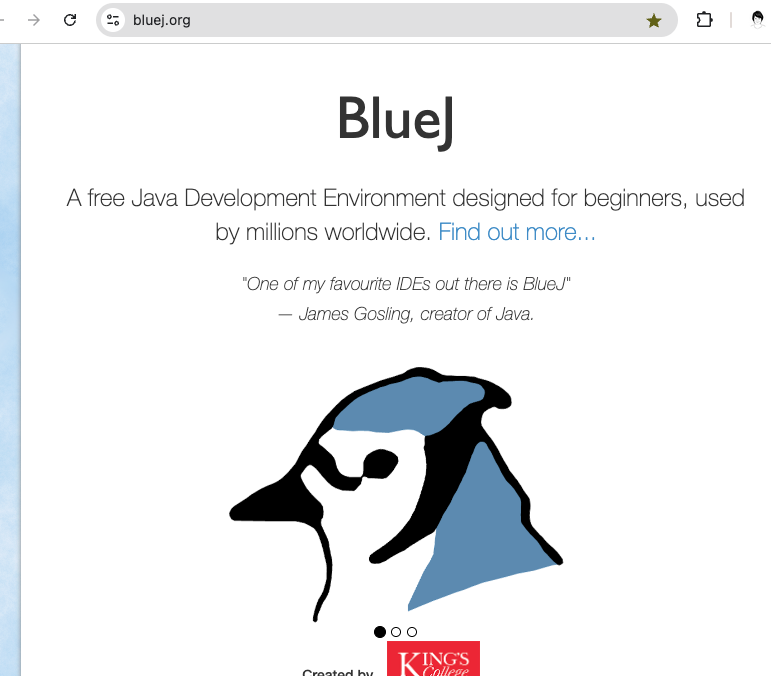 bluej.org
BlueJ
A free Java Development Environment designed for beginners, used
by millions worldwide. Find out more...
"One of my favourite IDEs out there is BlueJ"
— James Gosling, creator of Java.
Created by
KING'S
College